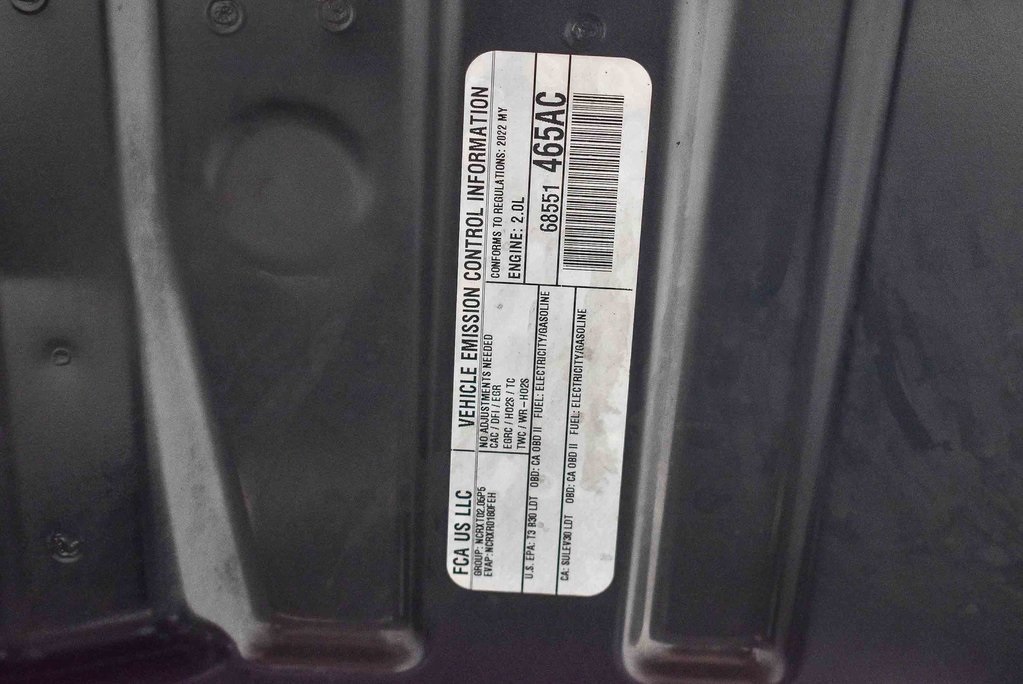 FCA US LLC
VEHICLE EMISSION CONTROL INFORMATION
GROUP: NCRXT02.05P5
EVAP: NCRXR0180FEH
NO ADJUSTMENTS NEEDED
CAC / DFI / EGR
EGRC / HO2S / TC
TWC / WR-HO2S
CONFORMS TO REGULATIONS: 2022 MY
ENGINE: 2.0L
68551 465AC
U.S. EPA: T3 B30 LDT OBD: CA OBD II FUEL: ELECTRICITY/GASOLINE
CA: SULEV30 LDT OBD: CA OBD II FUEL: ELECTRICITY/GASOLINE